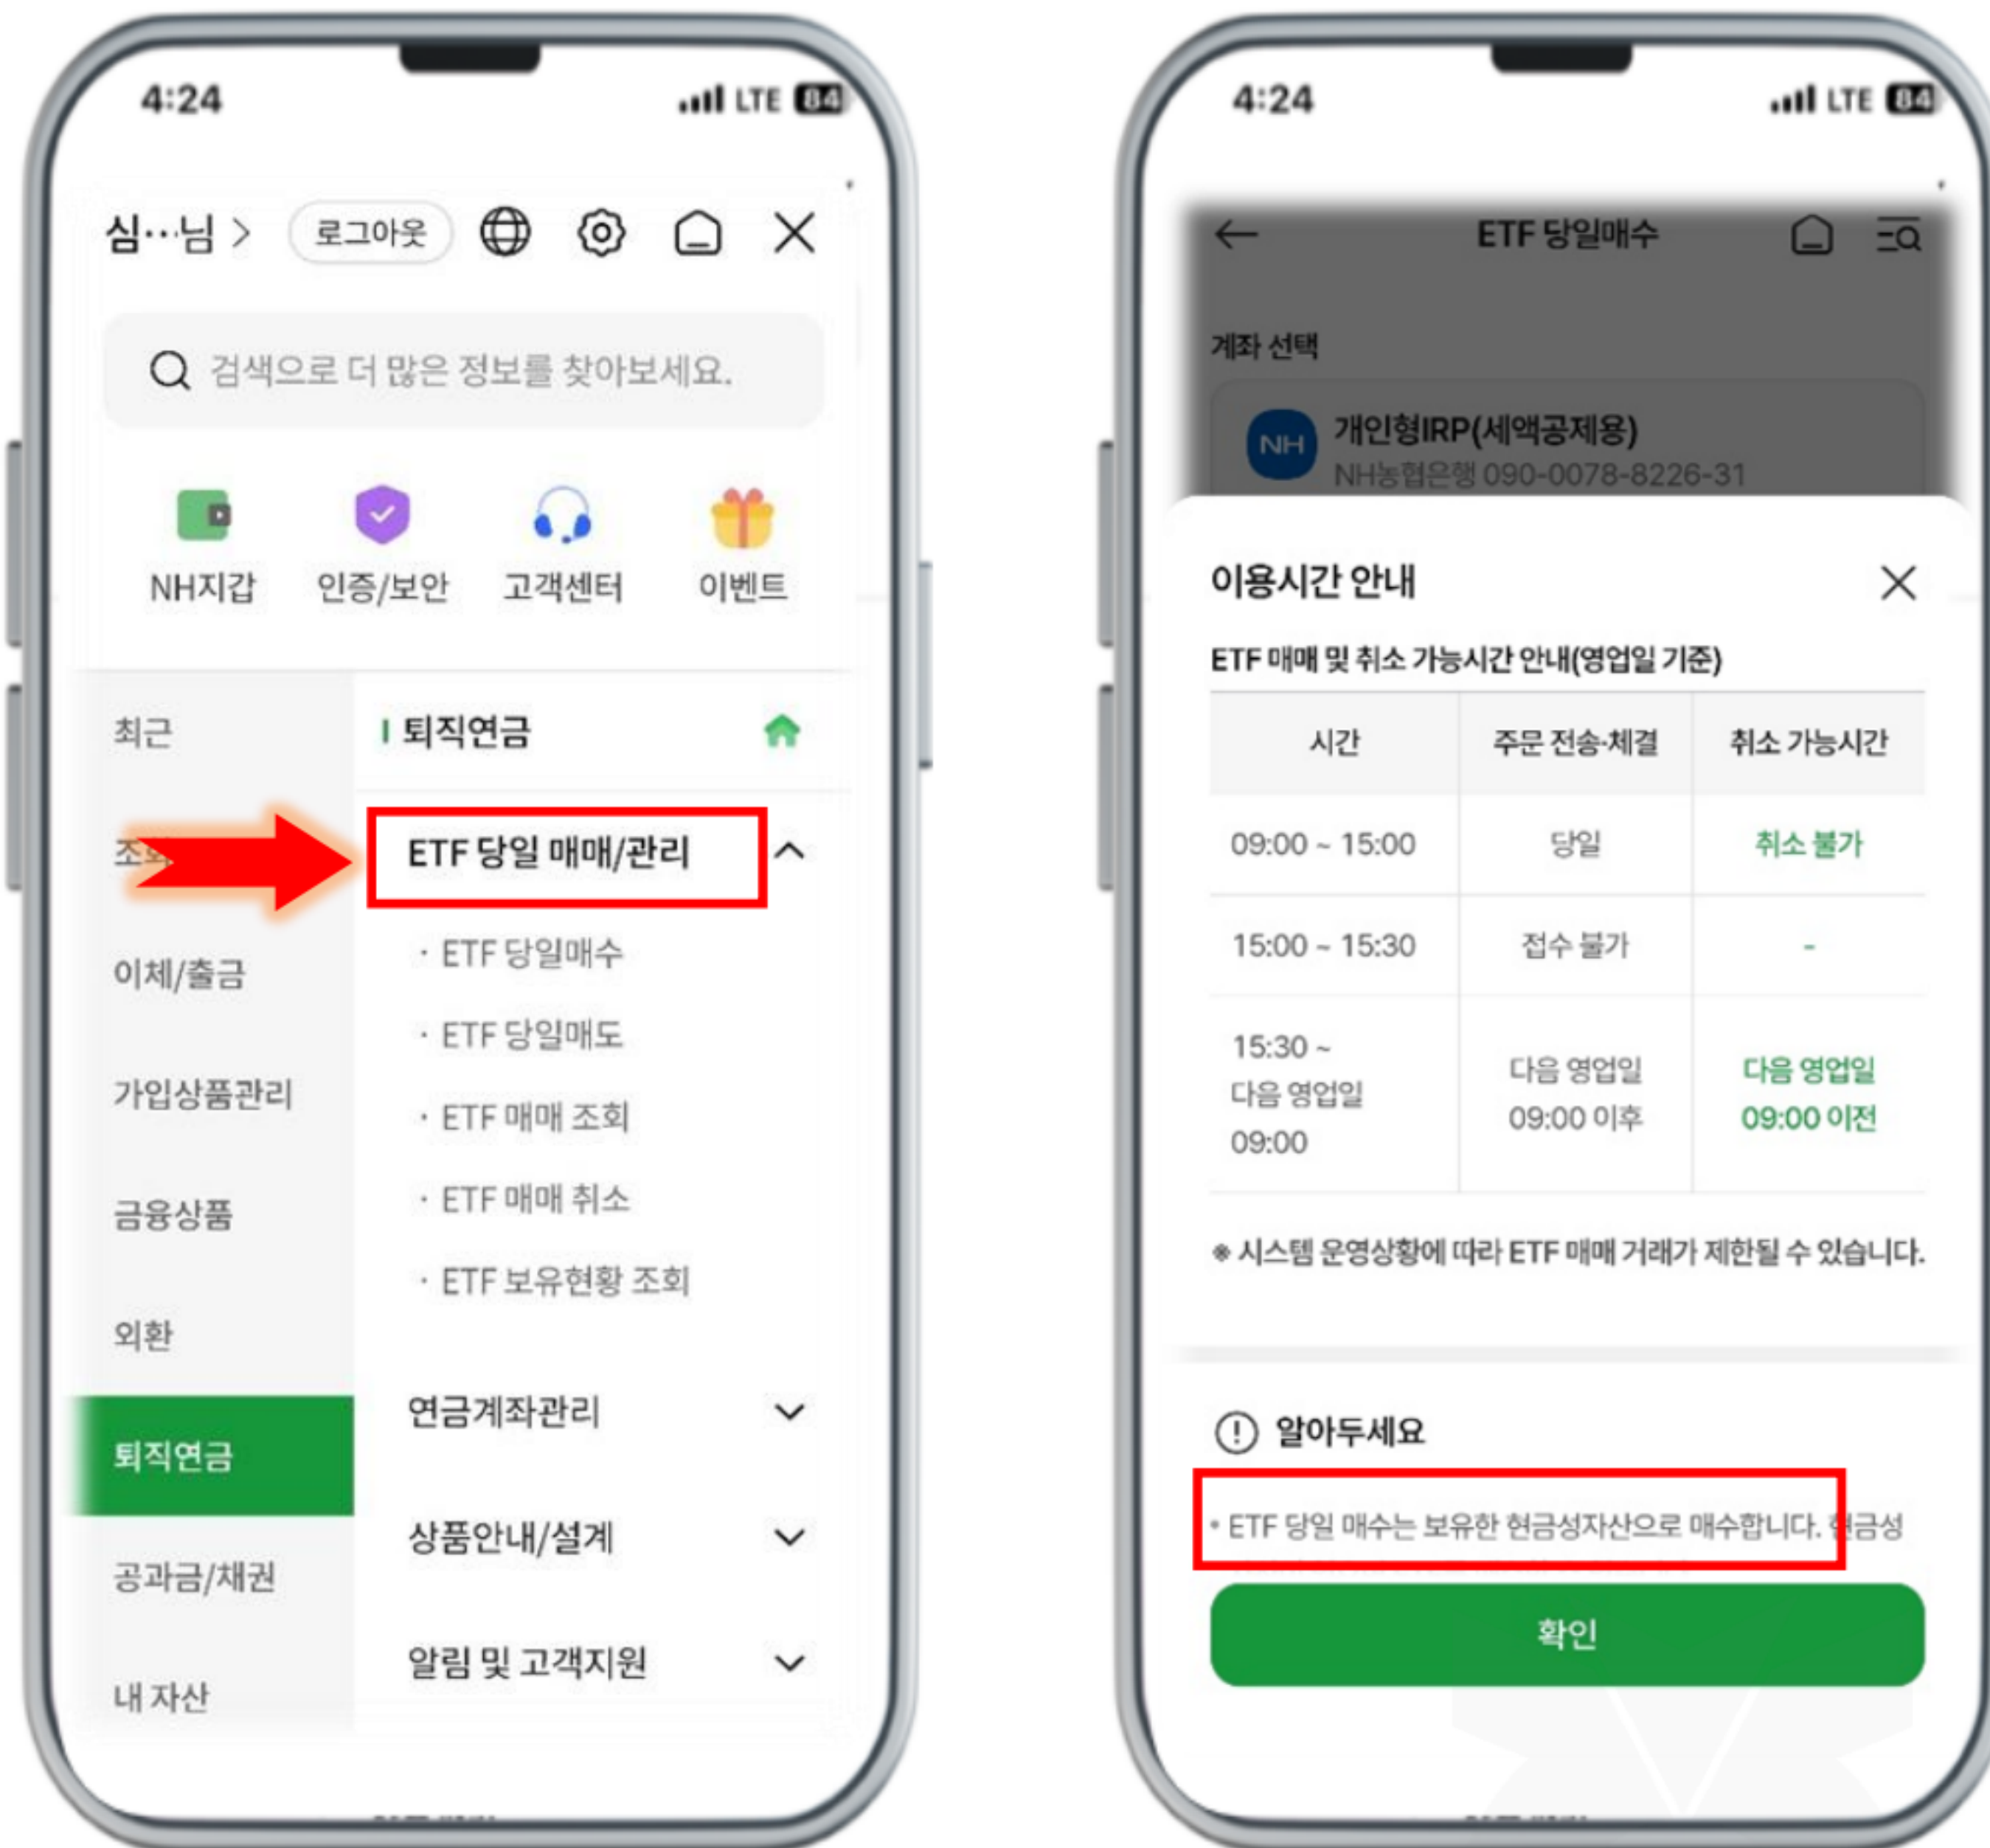 4:24
LTE 84
심…님 >
로그아웃
검색으로 더 많은 정보를 찾아보세요.
NH지갑
인증/보안
고객센터
이벤트
최근
이체/출금
가입상품관리
금융상품
외환
퇴직연금
공과금/채권
내 자산
퇴직연금
ETF 당일 매매/관리
· ETF 당일매수
· ETF 당일매도
· ETF 매매 조회
· ETF 매매 취소
· ETF 보유현황 조회
연금계좌관리
상품안내/설계
알림 및 고객지원
4:24
LTE 84
ETF 당일매수
계좌 선택
NH
개인형IRP(세액공제용)
NH농협은행 090-0078-8226-31
이용시간 안내
ETF 매매 및 취소 가능시간 안내(영업일 기준)
시간 주문 전송·체결 취소 가능시간
09:00 ~ 15:00 당일 취소 불가
15:00 ~ 15:30 접수 불가 -
15:30 ~
다음 영업일
09:00
다음 영업일
09:00 이후
다음 영업일
09:00 이전
※ 시스템 운영상황에 따라 ETF 매매 거래가 제한될 수 있습니다.
알아두세요
• ETF 당일 매수는 보유한 현금성자산으로 매수합니다. 현금성
확인